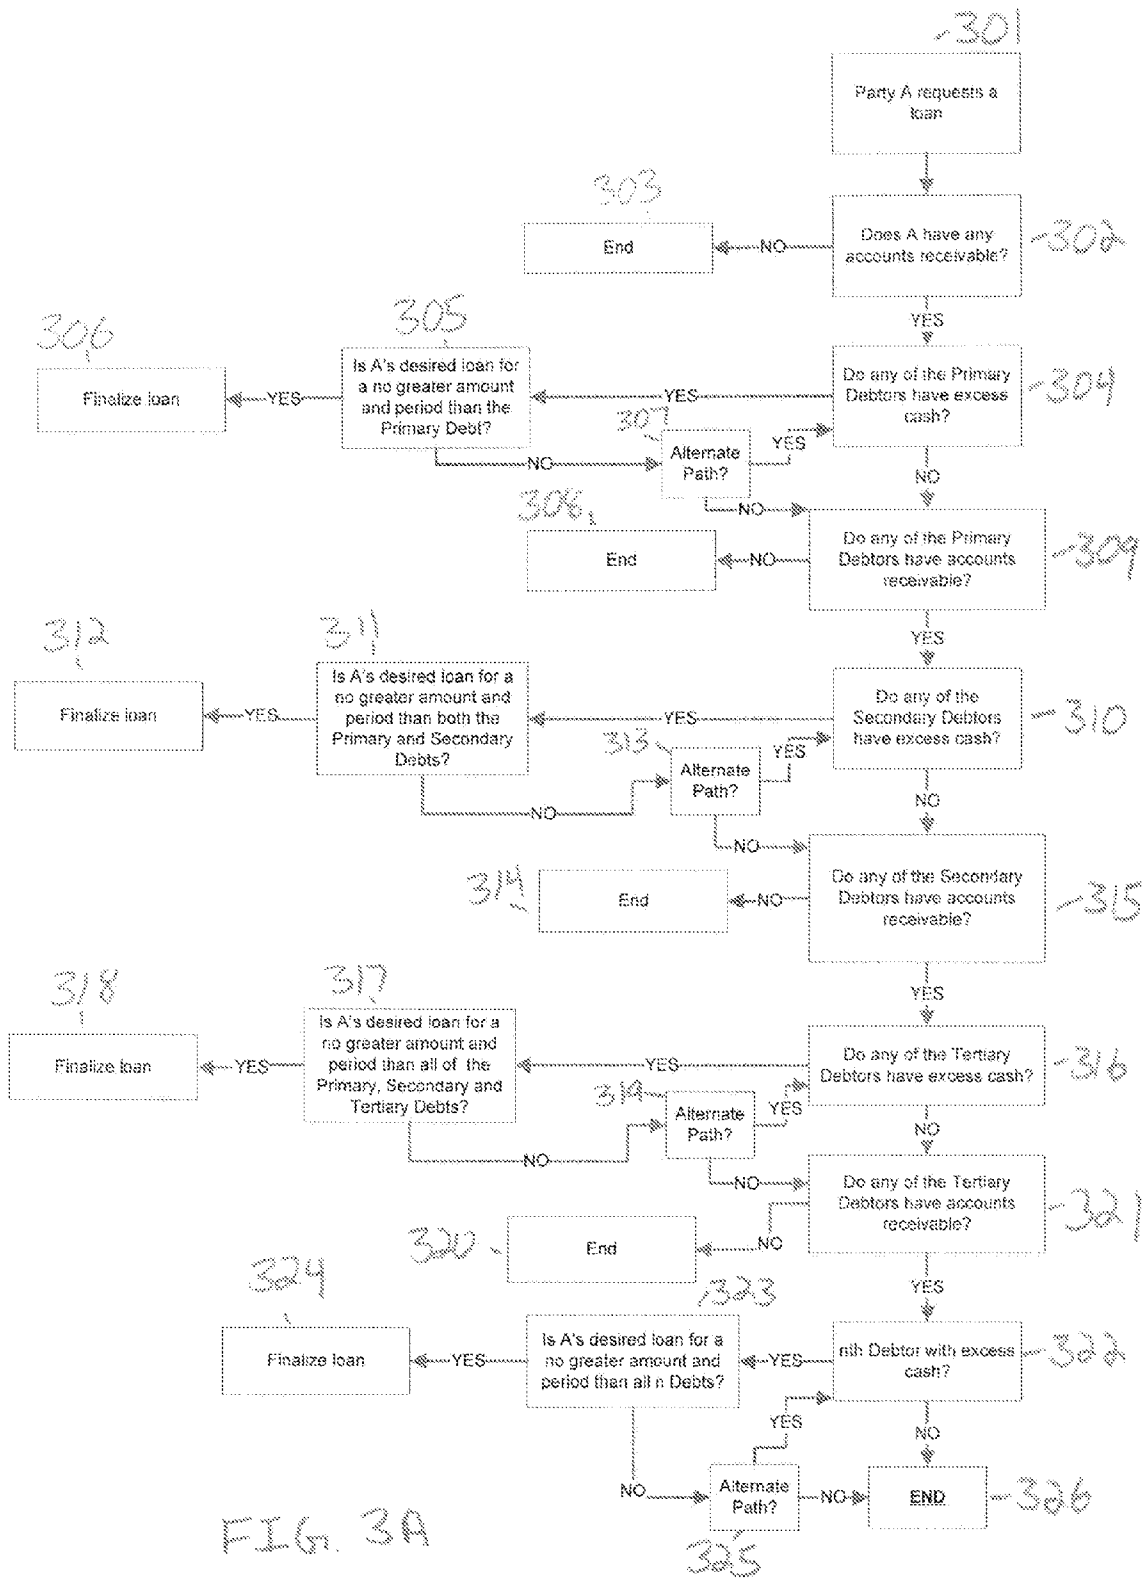 301
Party A requests a
loan
303
End
NO
Does A have any
accounts receivable?
302
YES
306
305
Finalize loan
YES
Is A's desired loan for
a no greater amount
and period than the
Primary Debt?
YES
Do any of the Primary
Debtors have excess
cash?
304
307
NO
Alternate
Path?
YES
NO
NO
308
End
NO
Do any of the Primary
Debtors have accounts
receivable?
309
YES
312
311
Finalize loan
YES
Is A's desired loan for a
no greater amount and
period than both the
Primary and Secondary
Debts?
YES
Do any of the
Secondary Debtors
have excess cash?
310
313
NO
Alternate
Path?
YES
NO
NO
314
End
NO
Do any of the Secondary
Debtors have accounts
receivable?
315
YES
318
317
Finalize loan
YES
Is A's desired loan for a
no greater amount and
period than all of the
Primary, Secondary and
Tertiary Debts?
YES
Do any of the Tertiary
Debtors have excess cash?
316
319
NO
Alternate
Path?
YES
NO
NO
320
End
NO
Do any of the Tertiary
Debtors have accounts
receivable?
321
YES
324
323
Finalize loan
YES
Is A's desired loan for a
no greater amount and
period than all n Debts?
YES
nth Debtor with excess
cash?
322
YES
NO
NO
Alternate
Path?
NO
END
326
325
FIG. 3A